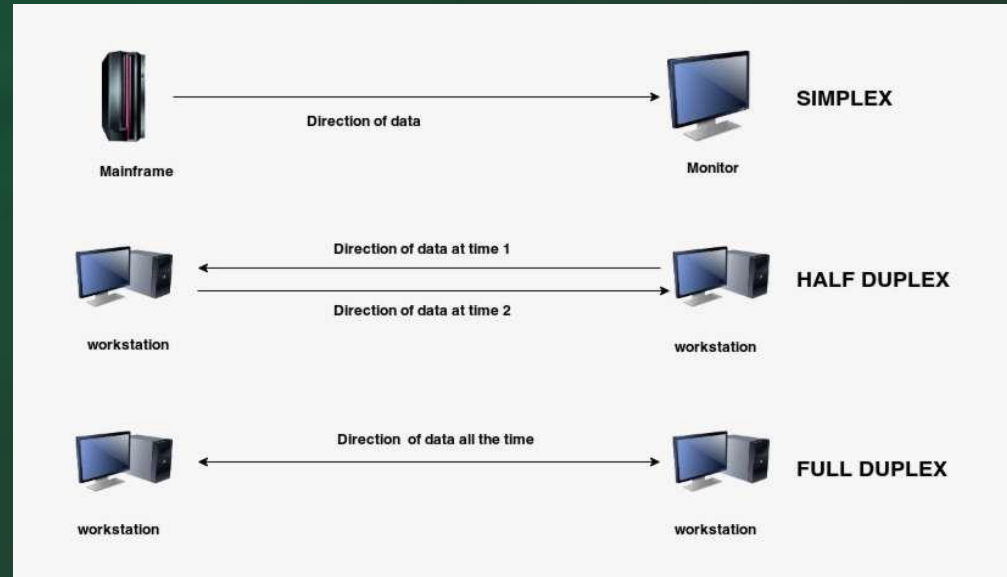 SIMPLEX
Direction of data
Mainframe
Monitor
Direction of data at time 1
HALF DUPLEX
Direction of data at time 2
workstation
workstation
Direction of data all the time
FULL DUPLEX
workstation
workstation